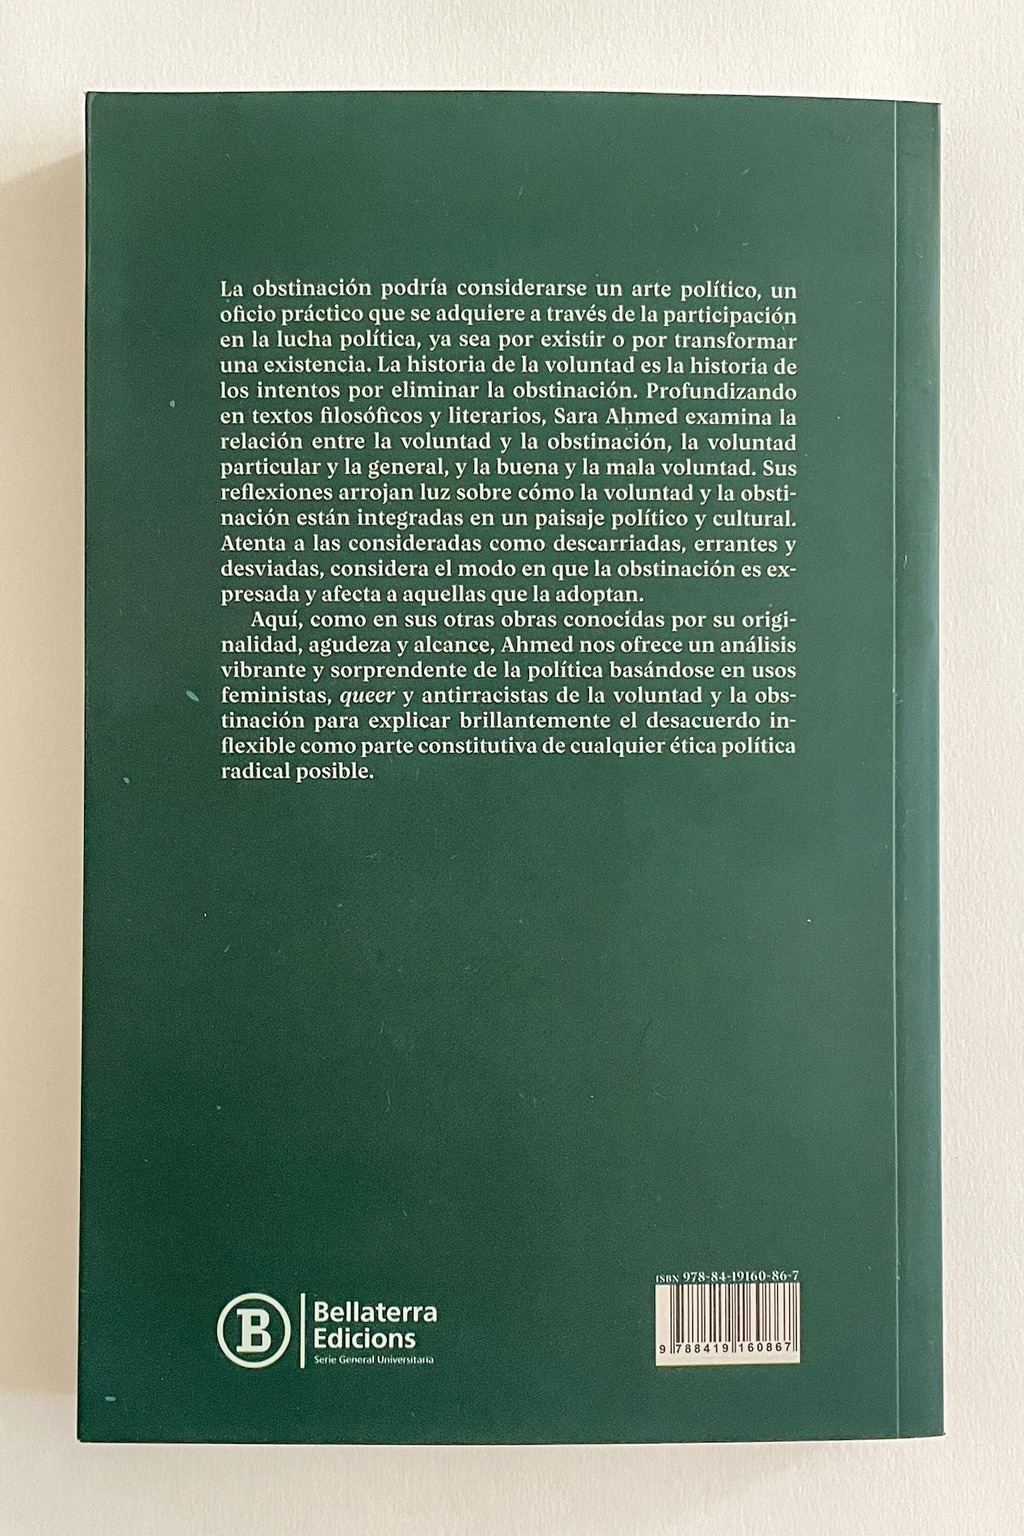 La obstinación podría considerarse un arte político, un
oficio práctico que se adquiere a través de la participación
en la lucha política, ya sea por existir o por transformar
una existencia. La historia de la voluntad es la historia de
los intentos por eliminar la obstinación. Profundizando
en textos filosóficos y literarios, Sara Ahmed examina la
relación entre la voluntad y la obstinación, la voluntad
particular y la general, y la buena y la mala voluntad. Sus
reflexiones arrojan luz sobre cómo la voluntad y la obsti-
nación están integradas en un paisaje político y cultural.
Atenta a las consideradas como descarriadas, errantes y
desviadas, considera el modo en que la obstinación es ex-
presada y afecta a aquellas que la adoptan.
Aquí, como en sus otras obras conocidas por su origi-
nalidad, agudeza y alcance, Ahmed nos ofrece un análisis
vibrante y sorprendente de la política basándose en usos
feministas, queer y antirracistas de la voluntad y la obs-
tinación para explicar brillantemente el desacuerdo in-
flexible como parte constitutiva de cualquier ética política
radical posible.
B
Bellaterra
Edicions
Serie General Universitaria
ISBN 978-84-19160-86-7
9 788419 160867